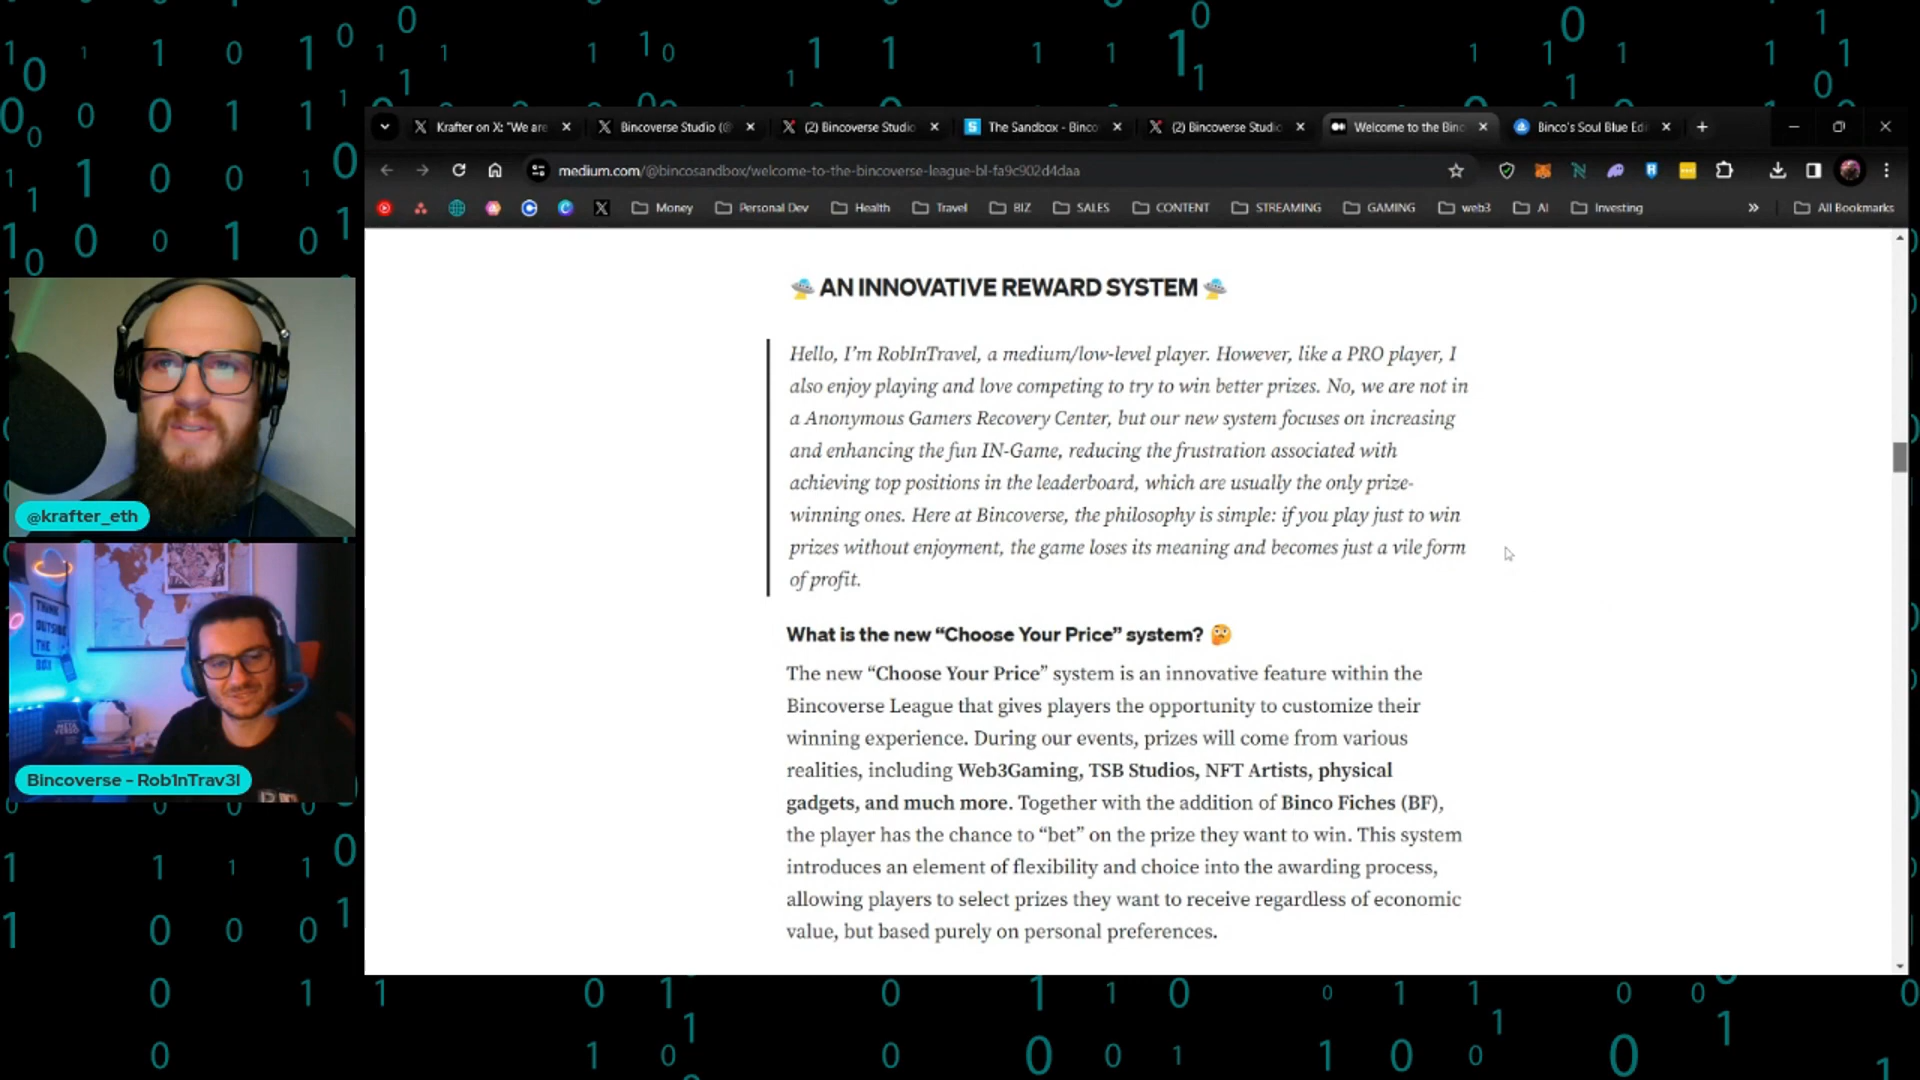 Krafter on X: "We are
Bincoverse Studio (@
(2) Bincoverse Studio
The Sandbox - Binco
(2) Bincoverse Studio
Welcome to the Binc
Binco's Soul Blue Edi
medium.com/@bincosandbox/welcome-to-the-bincoverse-league-bl-fa9c902d4daa
Money
Personal Dev
Health
Travel
BIZ
SALES
CONTENT
STREAMING
GAMING
web3
AI
Investing
All Bookmarks
AN INNOVATIVE REWARD SYSTEM
Hello, I'm RobInTravel, a medium/low-level player. However, like a PRO player, I
also enjoy playing and love competing to try to win better prizes. No, we are not in
a Anonymous Gamers Recovery Center, but our new system focuses on increasing
and enhancing the fun IN-Game, reducing the frustration associated with
achieving top positions in the leaderboard, which are usually the only prize-
winning ones. Here at Bincoverse, the philosophy is simple: if you play just to win
prizes without enjoyment, the game loses its meaning and becomes just a vile form
of profit.
What is the new “Choose Your Price” system?
The new “Choose Your Price” system is an innovative feature within the
Bincoverse League that gives players the opportunity to customize their
winning experience. During our events, prizes will come from various
realities, including Web3Gaming, TSB Studios, NFT Artists, physical
gadgets, and much more. Together with the addition of Binco Fiches (BF),
the player has the chance to “bet” on the prize they want to win. This system
introduces an element of flexibility and choice into the awarding process,
allowing players to select prizes they want to receive regardless of economic
value, but based purely on personal preferences.
@krafter_eth
THINK
OUTSIDE
THE
BOX
Bincoverse - Rob1nTrav3l